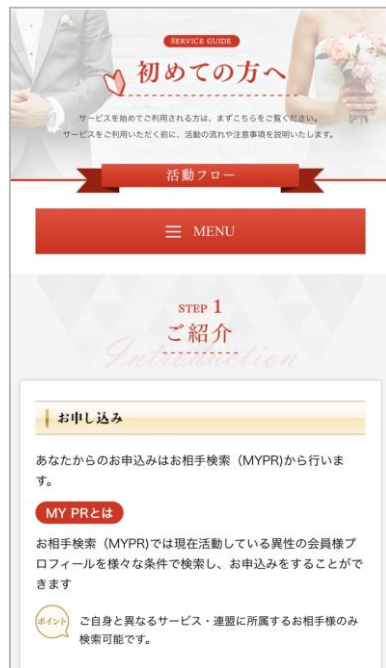 SERVICE GUIDE
初めての方へ
サービスを始めてご利用される方は、まずこちらをご覧ください。
サービスをご利用いただく前に、活動の流れや注意事項を説明いたします。
活動フロー
MENU
STEP 1
ご紹介
Introduction
お申し込み
あなたからのお申込みはお相手検索（MYPR)から行いま
す。
MY PRとは
お相手検索（MYPR)では現在活動している異性の会員様プ
ロフィールを様々な条件で検索し、お申込みをすることがで
きます
ポイント
ご自身と異なるサービス・連盟に所属するお相手様のみ
検索可能です。